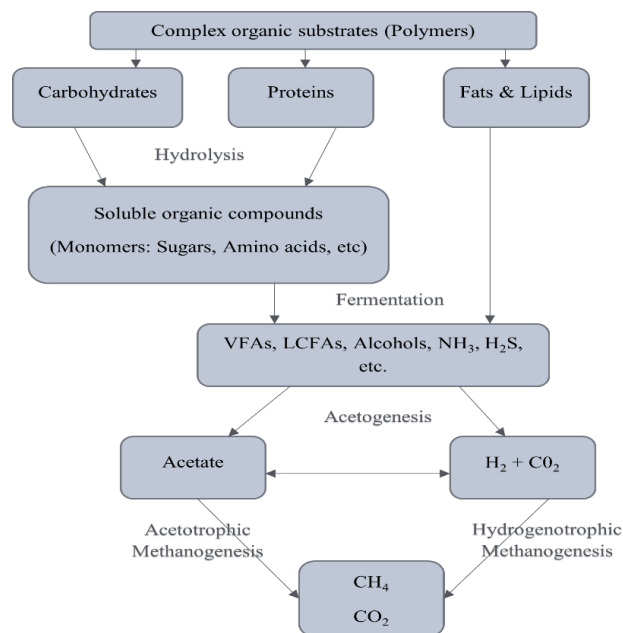 Complex organic substrates (Polymers)
Carbohydrates
Proteins
Fats & Lipids
Hydrolysis
Soluble organic compounds
(Monomers: Sugars, Amino acids, etc)
Fermentation
VFAs, LCFAs, Alcohols, NH₃, H₂S,
etc.
Acetogenesis
Acetate
H₂ + C0₂
Acetotrophic
Methanogenesis
Hydrogenotrophic
Methanogenesis
CH₄
CO₂